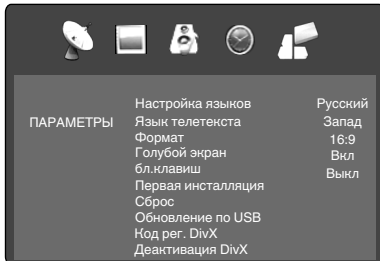 Настройка языков Русский
ПАРАМЕТРЫ Язык телетекста Запад
Формат 16:9
Голубой экран Вкл
бл.клавиш Выкл
Первая инсталляция
Сброс
Обновление по USB
Код рег. DivX
Деактивация DivX